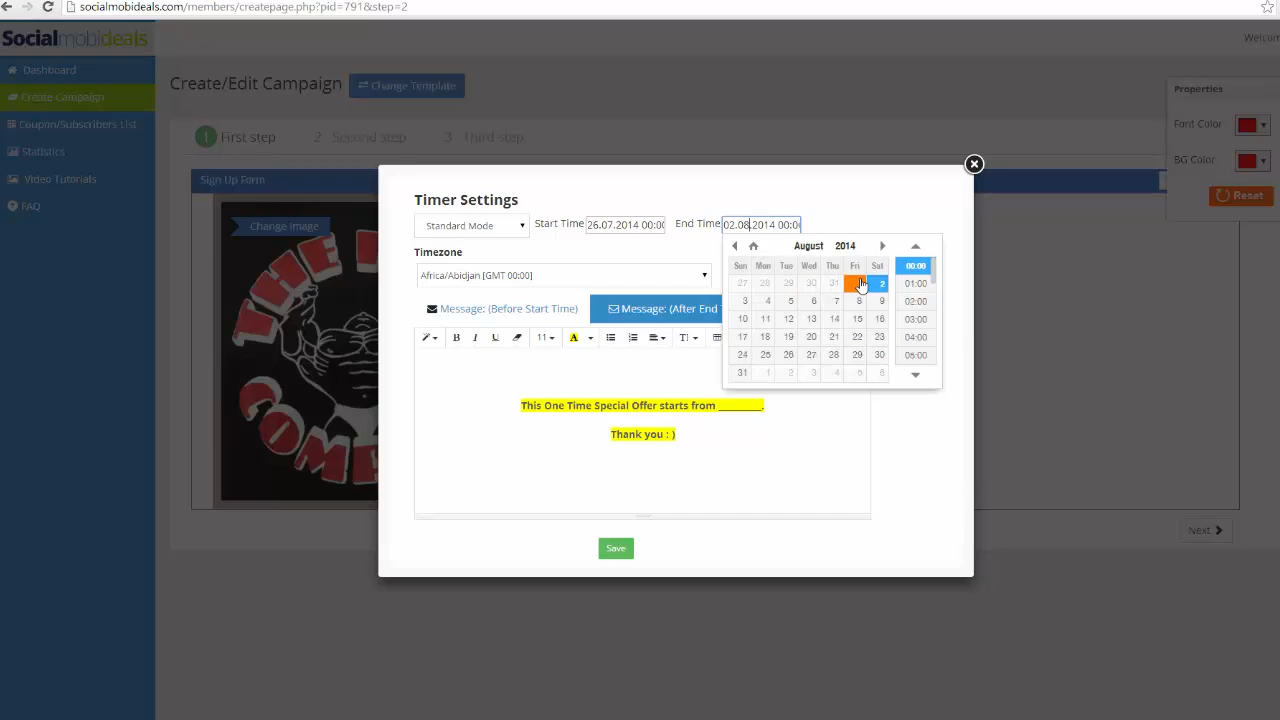 socialmobideals.com/members/createpage.php?pid=791&step=2
Socialmobideals
Welcom
Dashboard
Create Campaign
Coupon/Subscribers List
Statistics
Video Tutorials
FAQ
Create/Edit Campaign
Change Template
1 First step
2 Second step
3 Third step
Properties
Font Color
BG Color
Reset
Sign Up Form
Change Image
THE
COM
Next
Timer Settings
Standard Mode
Start Time 26.07.2014 00:00
End Time 02.08.2014 00:00
Timezone
Africa/Abidjan [GMT 00:00]
Message: (Before Start Time)
Message: (After End T
B I U 11 A T
This One Time Special Offer starts from ________.
Thank you : )
Save
August 2014
Sun Mon Tue Wed Thu Fri Sat
27 28 29 30 31 2
3 4 5 6 7 8 9
10 11 12 13 14 15 16
17 18 19 20 21 22 23
24 25 26 27 28 29 30
31 1 2 3 4 5 6
00:00
01:00
02:00
03:00
04:00
05:00